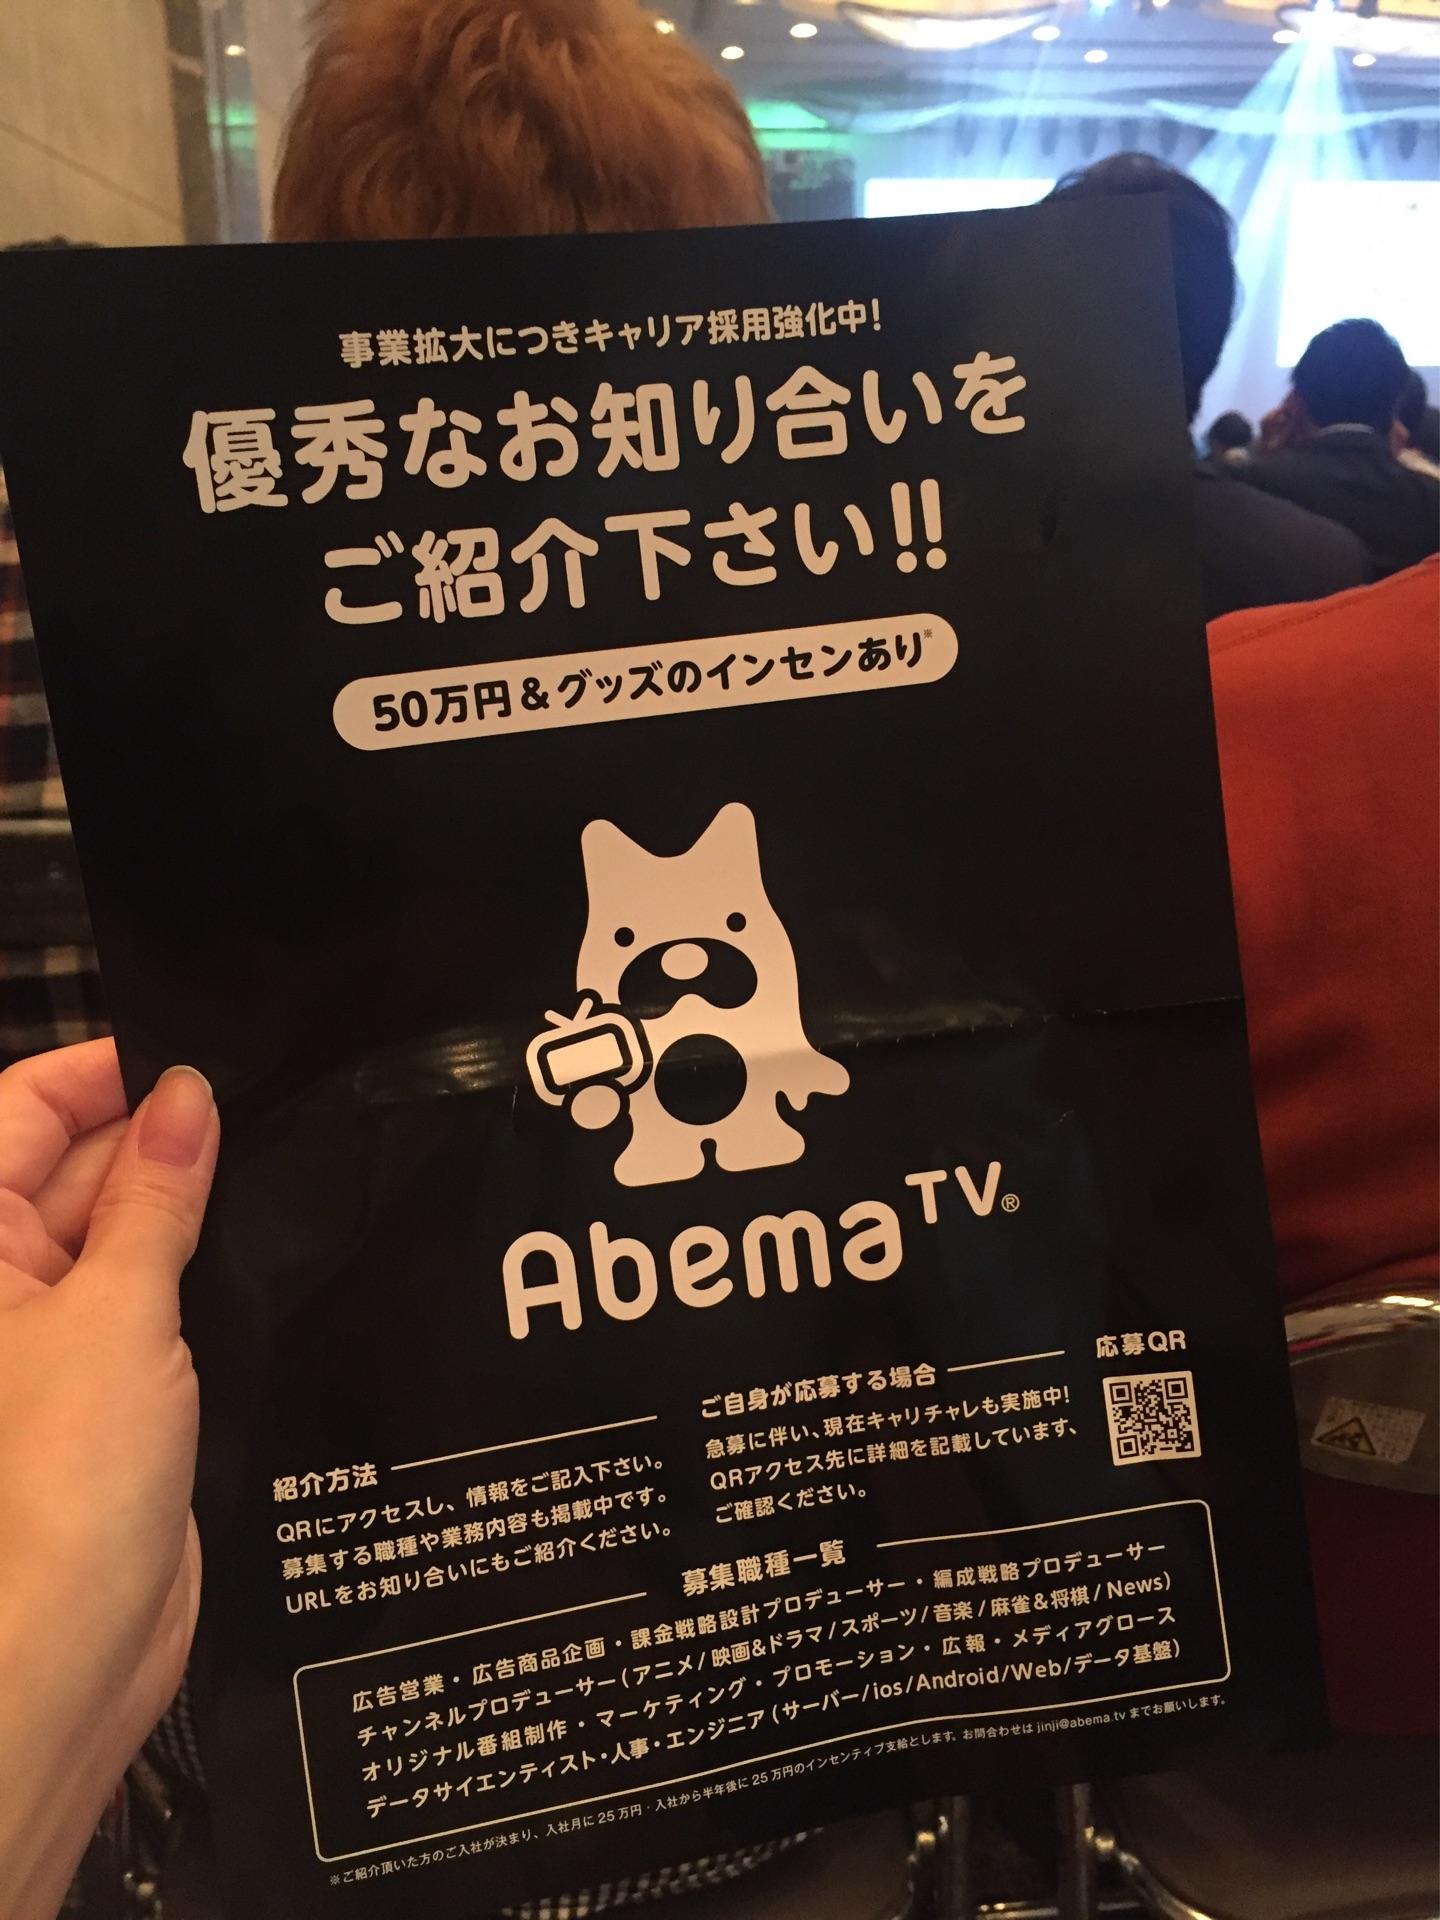 事業拡大につきキャリア採用強化中!
優秀なお知り合いを
ご紹介下さい!!
50万円&グッズのインセンあり※
AbemaTV®
紹介方法
QRにアクセスし、情報をご記入下さい。
募集する職種や業務内容も掲載中です。
URLをお知り合いにもご紹介ください。
ご自身が応募する場合
急募に伴い、現在キャリチャレも実施中!
QRアクセス先に詳細を記載しています、
ご確認ください。
応募QR
募集職種一覧
広告営業・広告商品企画・課金戦略設計プロデューサー・編成戦略プロデューサー
チャンネルプロデューサー(アニメ/映画&ドラマ/スポーツ/音楽/麻雀&将棋/News)
オリジナル番組制作・マーケティング・プロモーション・広報・メディアグロース
データサイエンティスト・人事・エンジニア(サーバー/ios/Android/Web/データ基盤)
※ご紹介頂いた方のご入社が決まり、入社月に25万円・入社から半年後に25万円のインセンティブ支給とします。お問合わせは jinji@abema.tv までお願いします。